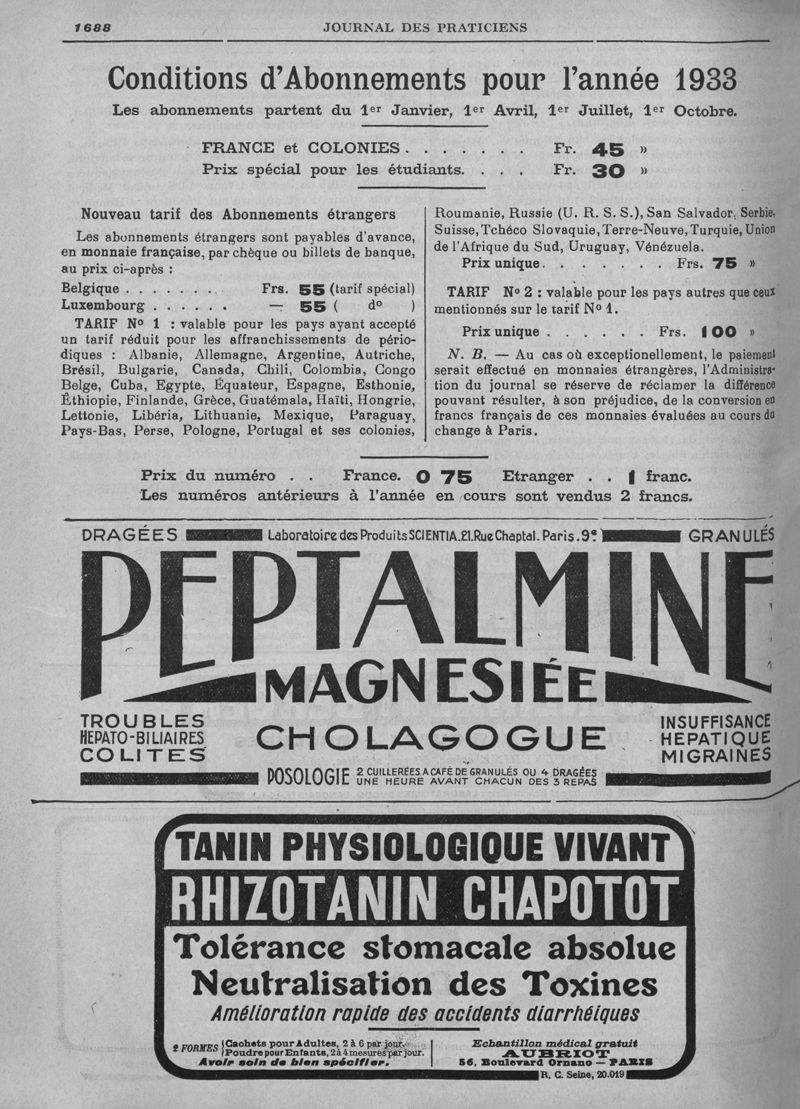 1688 JOURNAL DES PRATICIENS
Conditions d'Abonnements pour l'année 1933
Les abonnements partent du 1er Janvier, 1er Avril, 1er Juillet, 1er Octobre.
FRANCE et COLONIES . . . . . . . Fr. 45 »
Prix spécial pour les étudiants. . . . Fr. 30 »
Nouveau tarif des Abonnements étrangers
Les abonnements étrangers sont payables d'avance,
en monnaie française, par chèque ou billets de banque,
au prix ci-après :
Belgique . . . . . . . Frs. 55 (tarif spécial)
Luxembourg . . . . . . — 55 ( do )
TARIF No 1 : valable pour les pays ayant accepté
un tarif réduit pour les affranchissements de pério-
diques : Albanie, Allemagne, Argentine, Autriche,
Brésil, Bulgarie, Canada, Chili, Colombia, Congo
Belge, Cuba, Egypte, Équateur, Espagne, Esthonie,
Éthiopie, Finlande, Grèce, Guatémala, Haïti, Hongrie,
Lettonie, Libéria, Lithuanie, Mexique, Paraguay,
Pays-Bas, Perse, Pologne, Portugal et ses colonies,
Roumanie, Russie (U. R. S. S.), San Salvador, Serbie,
Suisse, Tchéco Slovaquie, Terre-Neuve, Turquie, Union
de l'Afrique du Sud, Uruguay, Vénézuela.
Prix unique. . . . . . . . Frs. 75 »
TARIF No 2 : valable pour les pays autres que ceux
mentionnés sur le tarif No 1.
Prix unique . . . . . . Frs. 100 »
N. B. — Au cas où exceptionellement, le paiement
serait effectué en monnaies étrangères, l'Administra-
tion du journal se réserve de réclamer la différence
pouvant résulter, à son préjudice, de la conversion en
francs français de ces monnaies évaluées au cours du
change à Paris.
Prix du numéro . . France. 0 75 Etranger . . 1 franc.
Les numéros antérieurs à l'année en cours sont vendus 2 francs.
DRAGÉES Laboratoire des Produits SCIENTIA. 21. Rue Chaptal. Paris. 9e. GRANULÉS
PEPTALMINE
MAGNESIÉE
TROUBLES
HEPATO-BILIAIRES
COLITES
CHOLAGOGUE
INSUFFISANCE
HEPATIQUE
MIGRAINES
POSOLOGIE 2 CUILLERÉES A CAFÉ DE GRANULÉS OU 4 DRAGÉES
UNE HEURE AVANT CHACUN DES 3 REPAS
TANIN PHYSIOLOGIQUE VIVANT
RHIZOTANIN CHAPOTOT
Tolérance stomacale absolue
Neutralisation des Toxines
Amélioration rapide des accidents diarrhéiques
2 FORMES { Cachets pour Adultes, 2 à 6 par jour.
Poudre pour Enfants, 2 à 4 mesures par jour.
Avoir soin de bien spécifier.
Echantillon médical gratuit
AUBRIOT
56, Boulevard Ornano — PARIS
R. C. Seine, 20.019